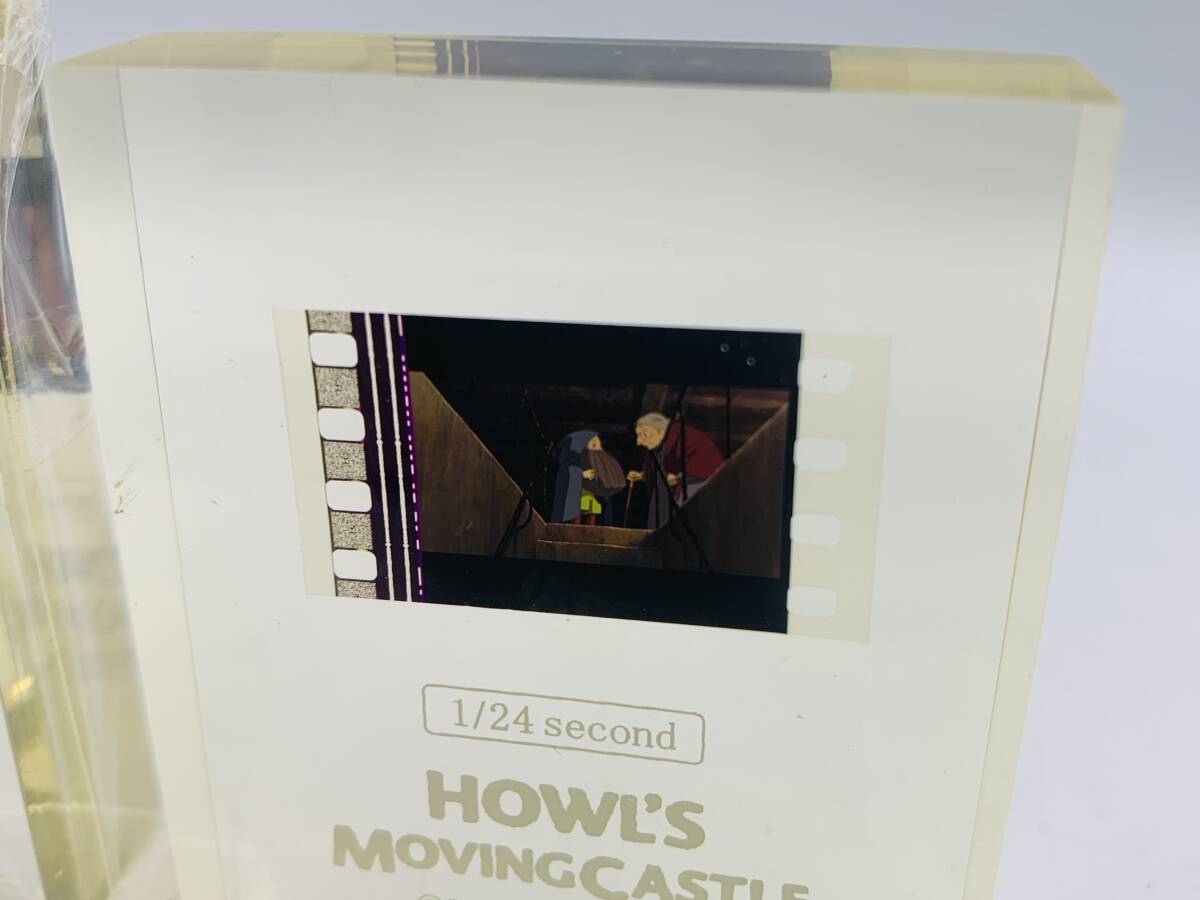 1/24 second
HOWL'S
MOVING CASTLE